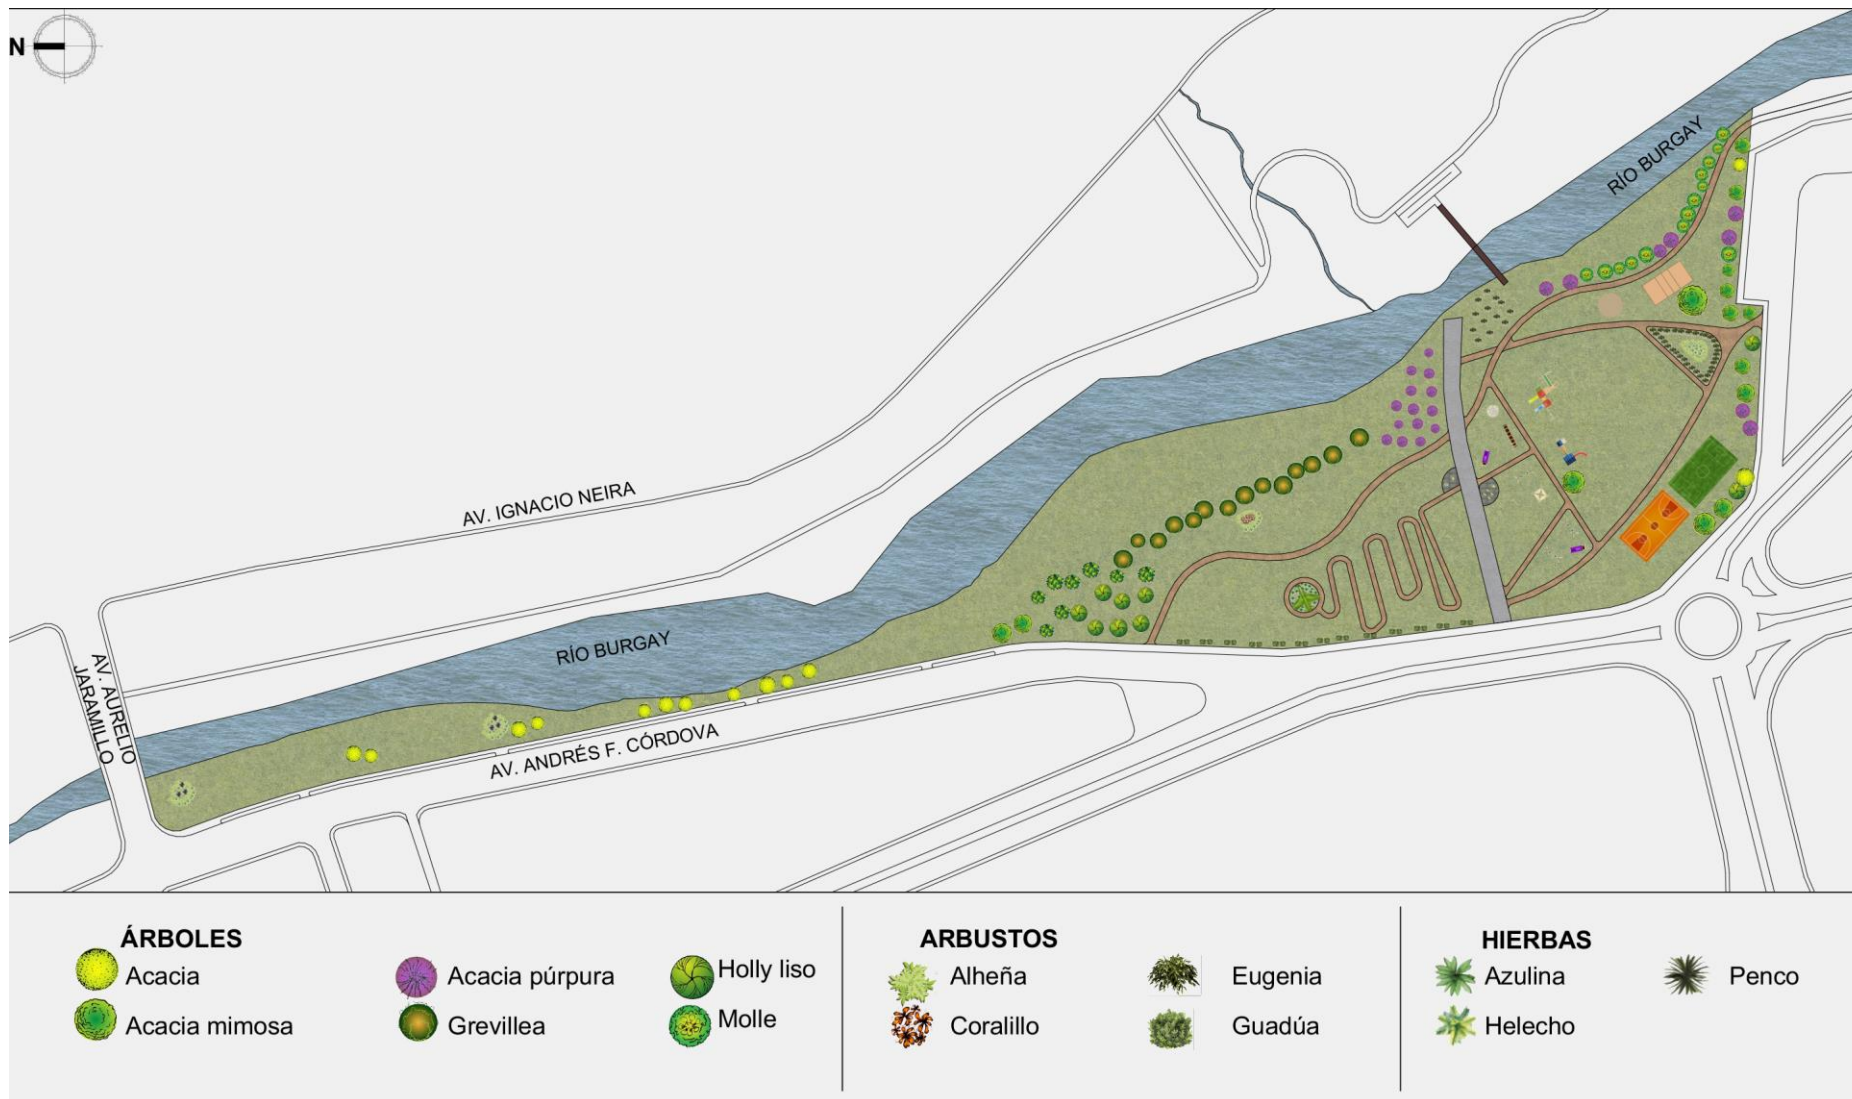 N
RÍO BURGAY
AV. IGNACIO NEIRA
RÍO BURGAY
AV. AURELIO
JARAMILLO
AV. ANDRÉS F. CÓRDOVA
ÁRBOLES
Acacia
Acacia mimosa
Acacia púrpura
Grevillea
Holly liso
Molle
ARBUSTOS
Alheña
Coralillo
Eugenia
Guadúa
HIERBAS
Azulina
Helecho
Penco